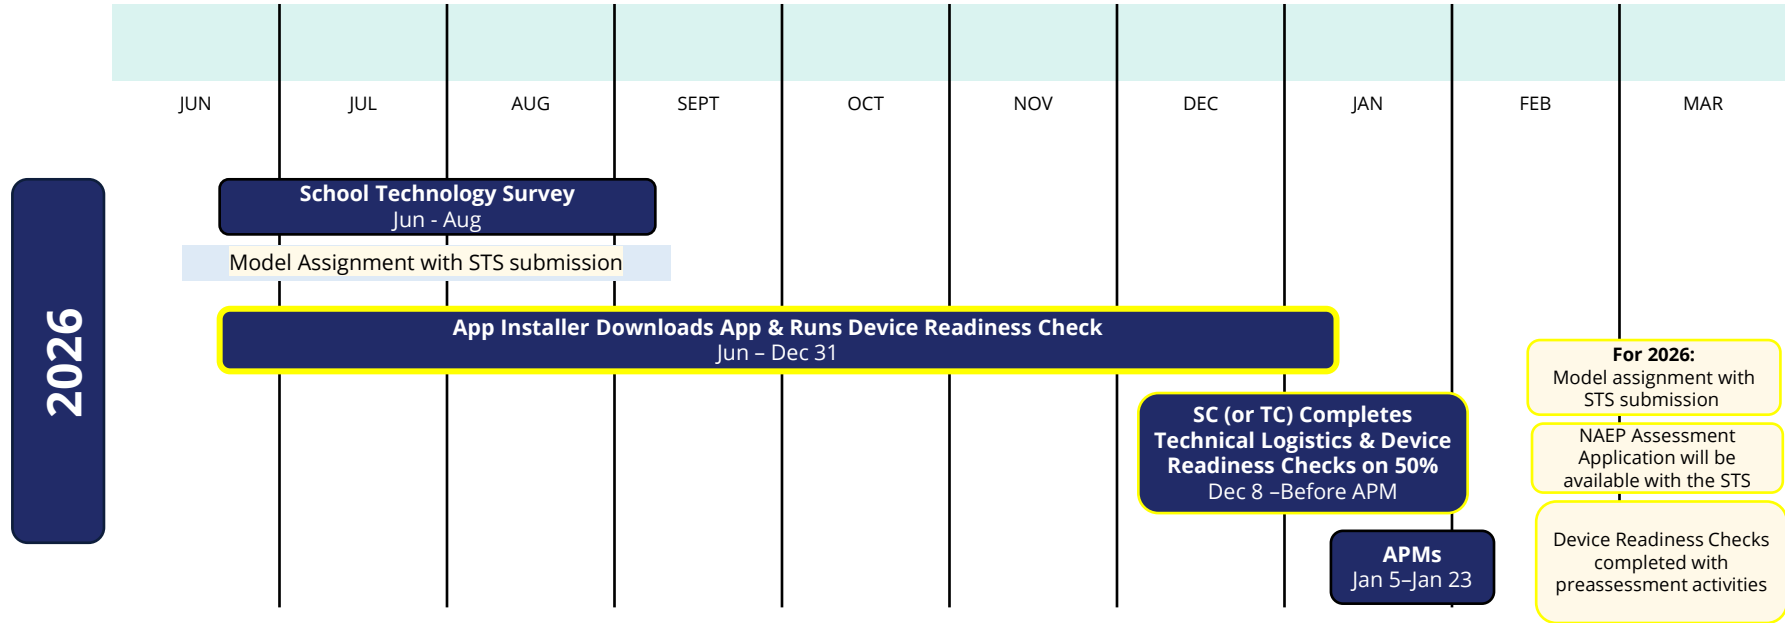 JUN
JUL
AUG
SEPT
OCT
NOV
DEC
JAN
FEB
MAR
2026
School Technology Survey
Jun - Aug
Model Assignment with STS submission
App Installer Downloads App & Runs Device Readiness Check
Jun – Dec 31
SC (or TC) Completes
Technical Logistics & Device
Readiness Checks on 50%
Dec 8 –Before APM
APMs
Jan 5–Jan 23
For 2026:
Model assignment with
STS submission
NAEP Assessment
Application will be
available with the STS
Device Readiness Checks
completed with
preassessment activities